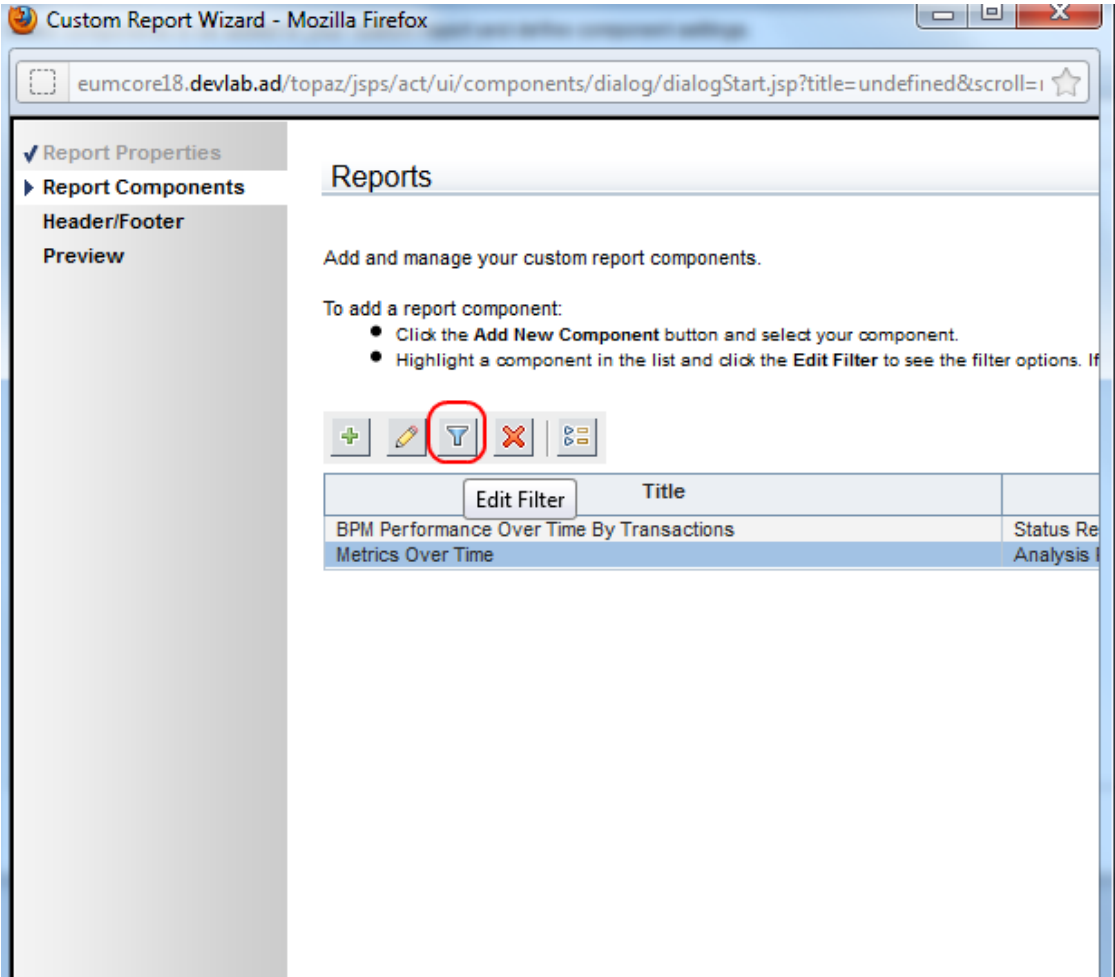 Custom Report Wizard - Mozilla Firefox
and define component settings.
eumcore18.devlab.ad/topaz/jsps/act/ui/components/dialog/dialogStart.jsp?title=undefined&scroll=
Report Properties
Report Components
Header/Footer
Preview
Reports
Add and manage your custom report components.
To add a report component:
• Click the Add New Component button and select your component.
• Highlight a component in the list and click the Edit Filter to see the filter options. If
Edit Filter
Title
BPM Performance Over Time By Transactions
Status Re
Metrics Over Time
Analysis